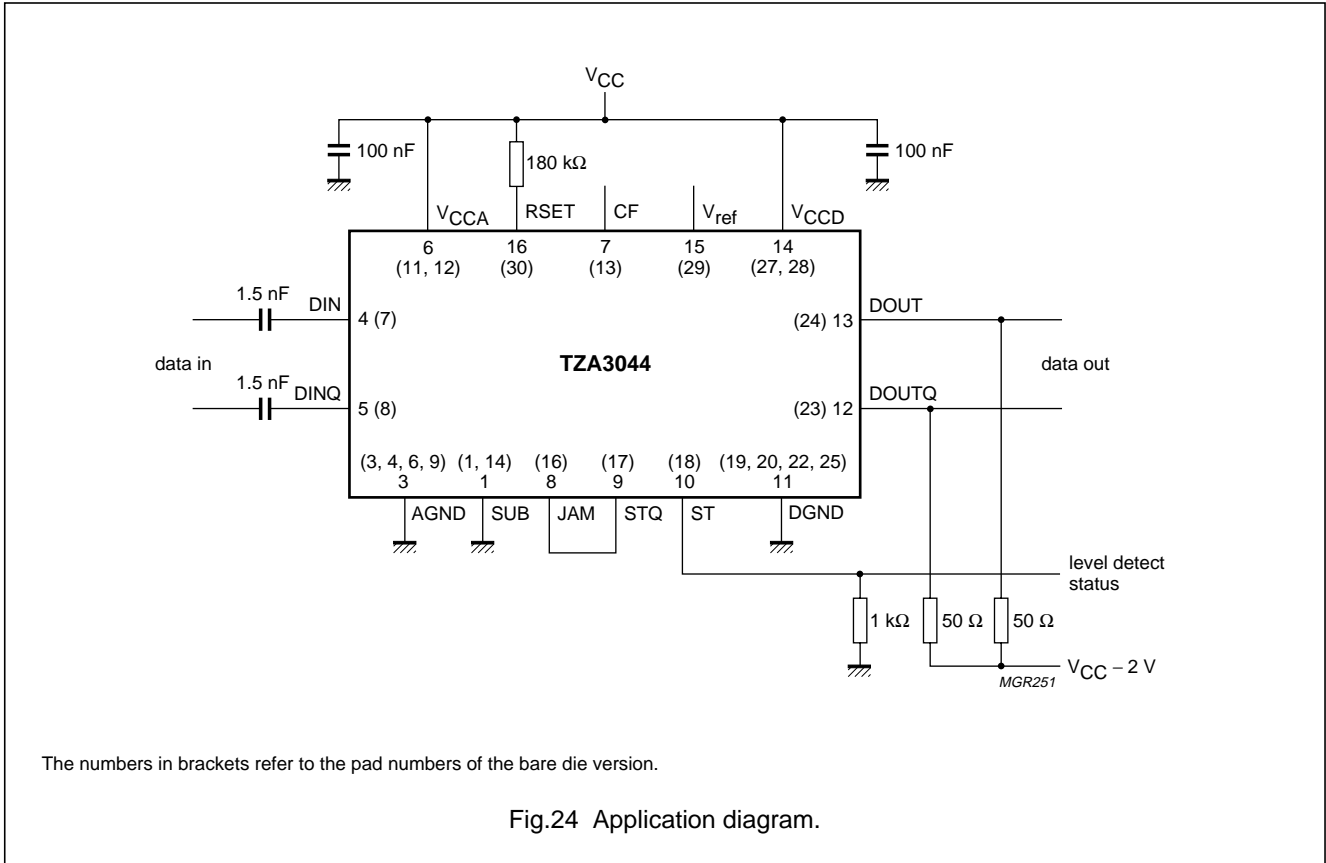 VCC
100 nF
180 kΩ
100 nF
VCCA
RSET
CF
Vref
VCCD
6
16
7
15
14
(11, 12)
(30)
(13)
(29)
(27, 28)
1.5 nF
DIN
4 (7)
(24) 13
DOUT
data in
TZA3044
data out
1.5 nF
DINQ
5 (8)
(23) 12
DOUTQ
(3, 4, 6, 9)
(1, 14)
(16)
(17)
(18)
(19, 20, 22, 25)
3
1
8
9
10
11
AGND
SUB
JAM
STQ
ST
DGND
level detect
status
1 kΩ
50 Ω
50 Ω
VCC − 2 V
MGR251
The numbers in brackets refer to the pad numbers of the bare die version.
Fig.24 Application diagram.